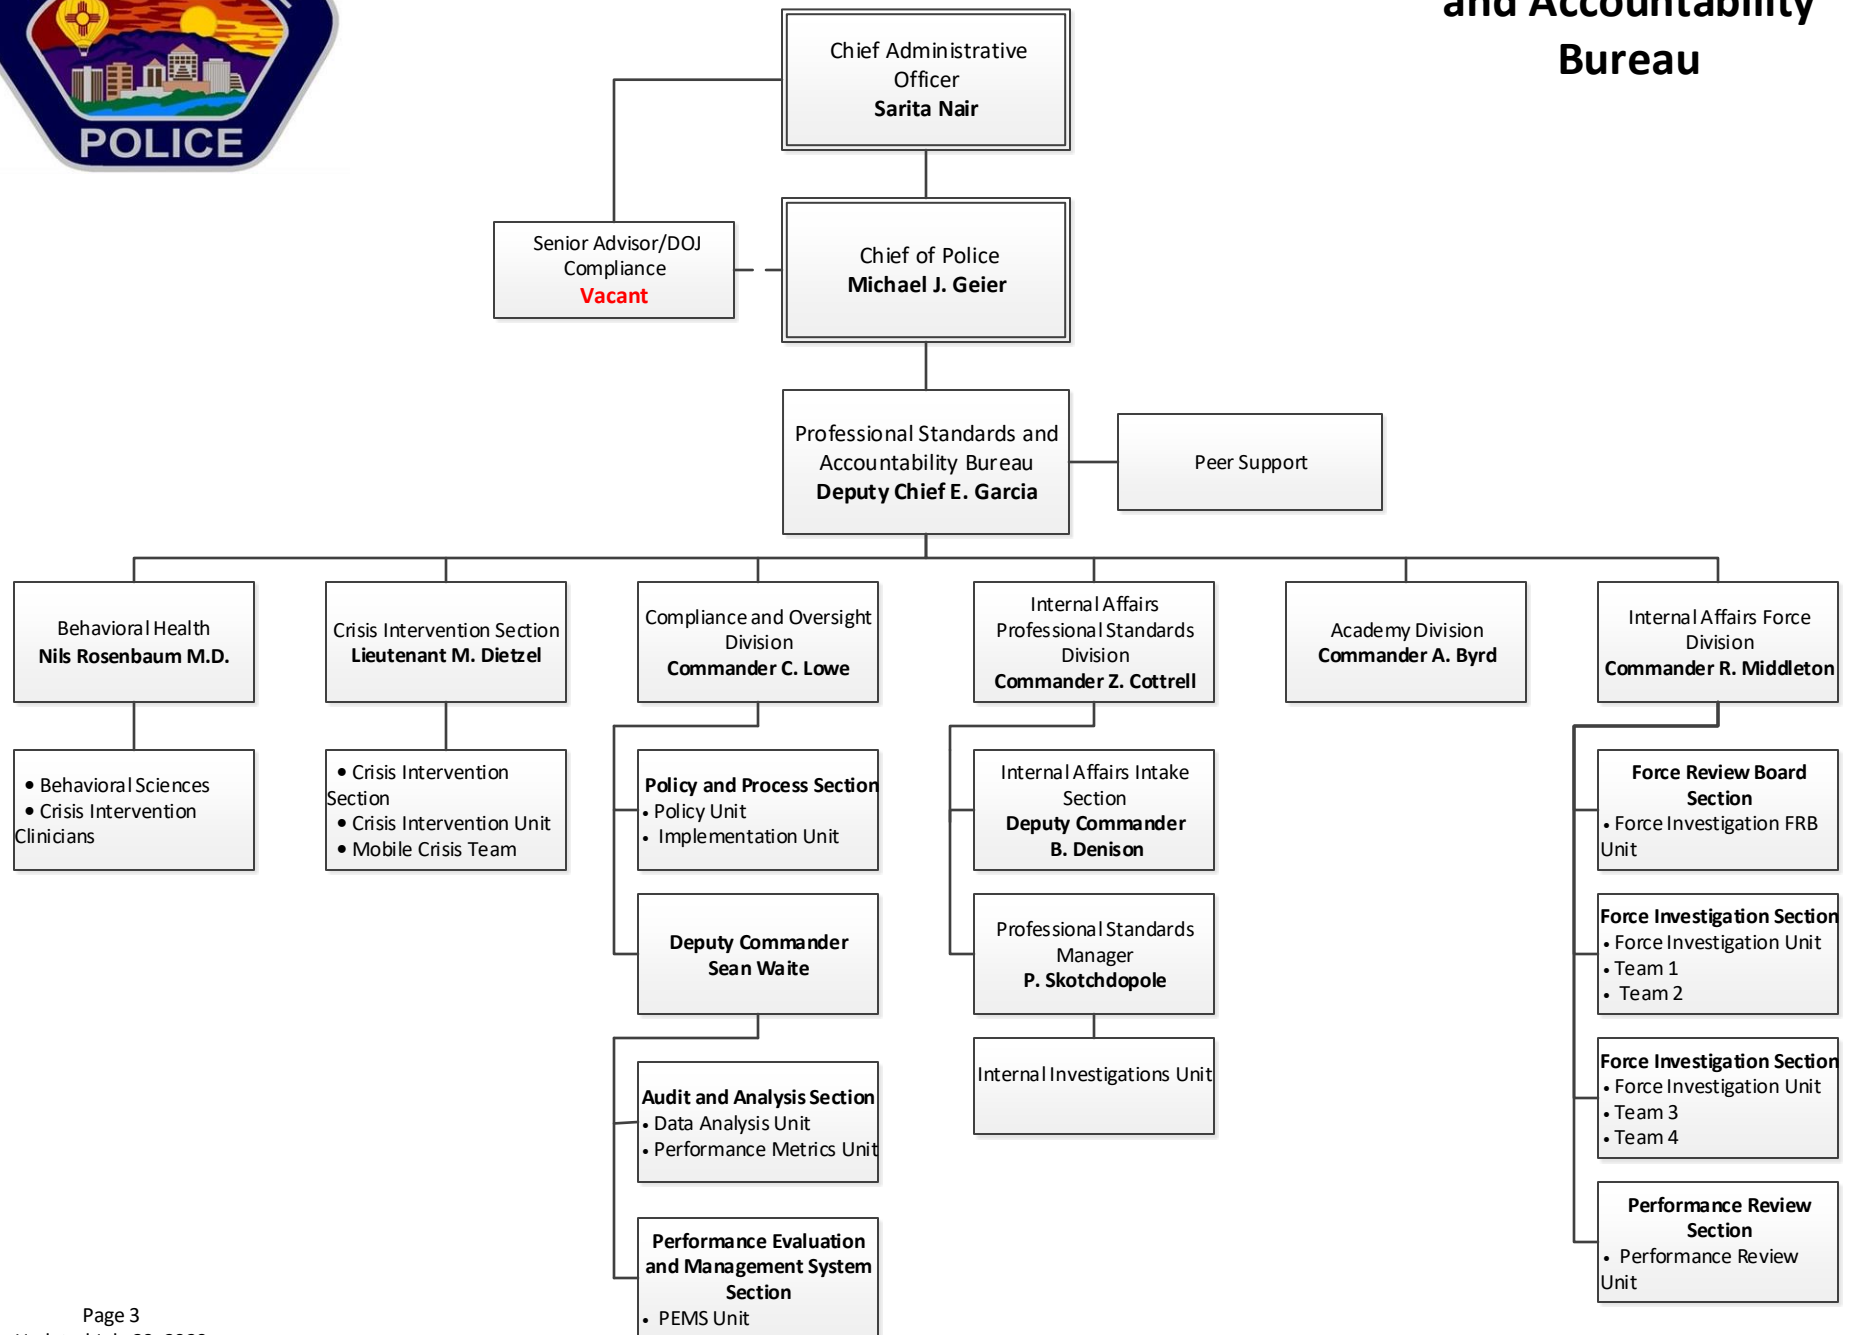 and Accountability
Bureau
POLICE
Chief Administrative
Officer
Sarita Nair
Senior Advisor/DOJ
Compliance
Vacant
Chief of Police
Michael J. Geier
Professional Standards and
Accountability Bureau
Deputy Chief E. Garcia
Peer Support
Behavioral Health
Nils Rosenbaum M.D.
Crisis Intervention Section
Lieutenant M. Dietzel
Compliance and Oversight
Division
Commander C. Lowe
Internal Affairs
Professional Standards
Division
Commander Z. Cottrell
Academy Division
Commander A. Byrd
Internal Affairs Force
Division
Commander R. Middleton
• Behavioral Sciences
• Crisis Intervention
Clinicians
• Crisis Intervention
Section
• Crisis Intervention Unit
• Mobile Crisis Team
Policy and Process Section
• Policy Unit
• Implementation Unit
Deputy Commander
Sean Waite
Audit and Analysis Section
• Data Analysis Unit
• Performance Metrics Unit
Performance Evaluation
and Management System
Section
• PEMS Unit
Internal Affairs Intake
Section
Deputy Commander
B. Denison
Professional Standards
Manager
P. Skotchdopole
Internal Investigations Unit
Force Review Board
Section
• Force Investigation FRB
Unit
Force Investigation Section
• Force Investigation Unit
• Team 1
• Team 2
Force Investigation Section
• Force Investigation Unit
• Team 3
• Team 4
Performance Review
Section
• Performance Review
Unit
Page 3